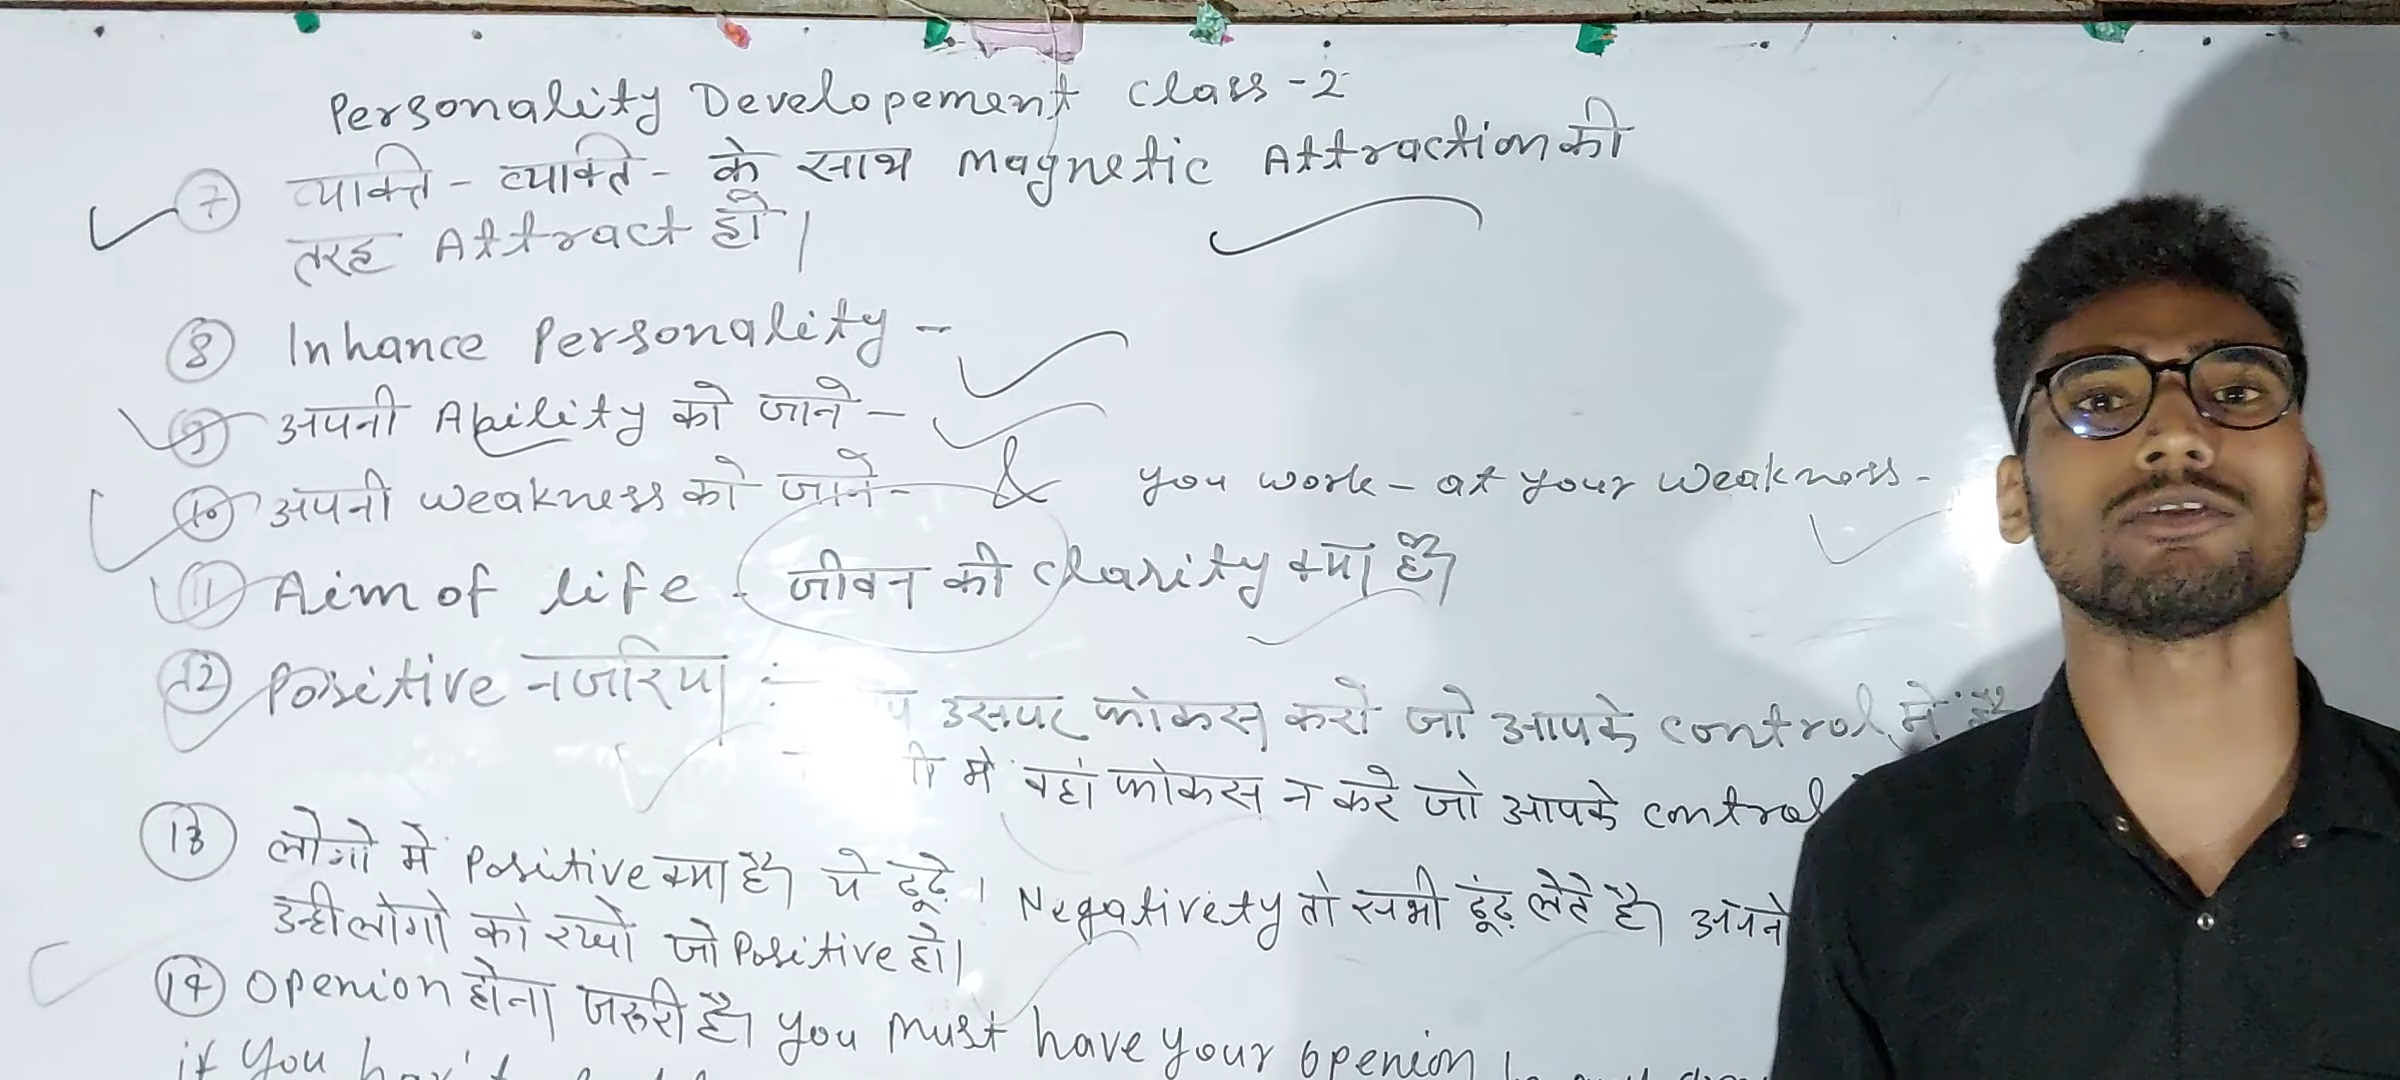 Personality Developement Class - 2
⑦ व्यक्ति - व्यक्ति - के साथ Magnetic Attraction की
तरह Attract हो।
⑧ Inhance Personality -
⑨ अपनी Ability को जाने -
⑩ अपनी weakness को जाने - & you work - at your weakness -
⑪ Aim of life - जीवन की clarity क्या है
⑫ Positive नजरिया :- उसपर फोकस करो जो आपके control में है
मे वहां फोकस न करे जो आपके control
⑬ लोगो मे Positive क्या है ये ढूंढे। Negativety तो सभी ढूंढ़ लेते है अपने
उन्ही लोगो को रखो जो Positive हो।
⑭ Openion होना जरूरी है you must have your openion
if you